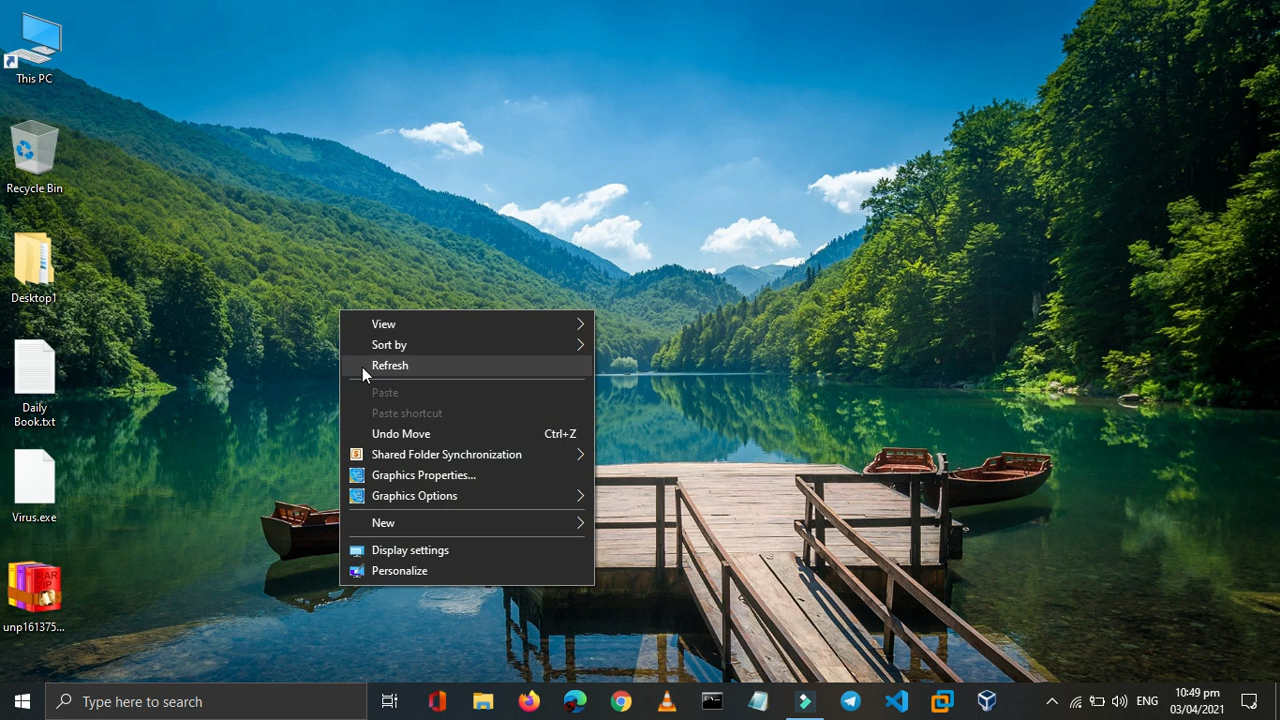 This PC
Recycle Bin
Desktop1
Daily
Book.txt
Virus.exe
unp161375...
View
Sort by
Refresh
Paste
Paste shortcut
Undo Move Ctrl+Z
Shared Folder Synchronization
Graphics Properties...
Graphics Options
New
Display settings
Personalize
Type here to search
ENG
10:49 pm
03/04/2021